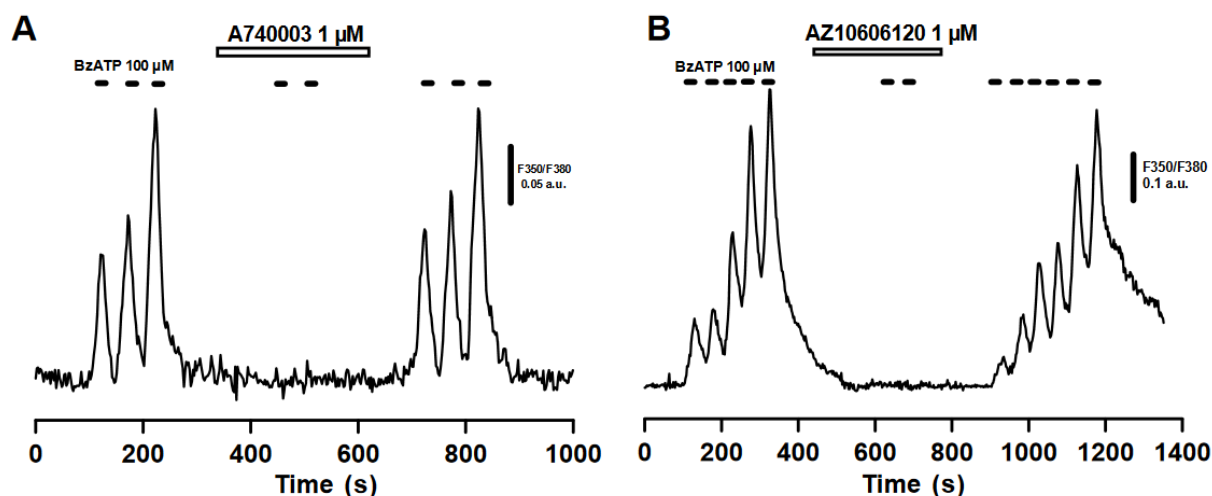 A
A740003 1 µM
BzATP 100 µM
F350/F380
0.05 a.u.
0 200 400 600 800 1000
Time (s)
B
AZ10606120 1 µM
BzATP 100 µM
F350/F380
0.1 a.u.
0 200 400 600 800 1000 1200 1400
Time (s)